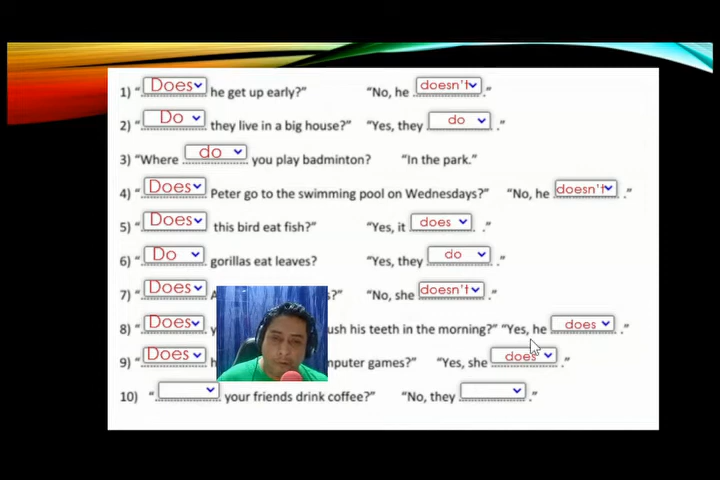 1) “Does he get up early?” “No, he doesn't.”
2) “Do they live in a big house?” “Yes, they do.”
3) “Where do you play badminton? “In the park.”
4) “Does Peter go to the swimming pool on Wednesdays?” “No, he doesn't.”
5) “Does this bird eat fish?” “Yes, it does.”
6) “Do gorillas eat leaves? “Yes, they do.”
7) “Does ?” “No, she doesn't.”
8) “Does his teeth in the morning?” “Yes, he does.”
9) “Does games?” “Yes, she does.”
10) “ your friends drink coffee?” “No, they .”